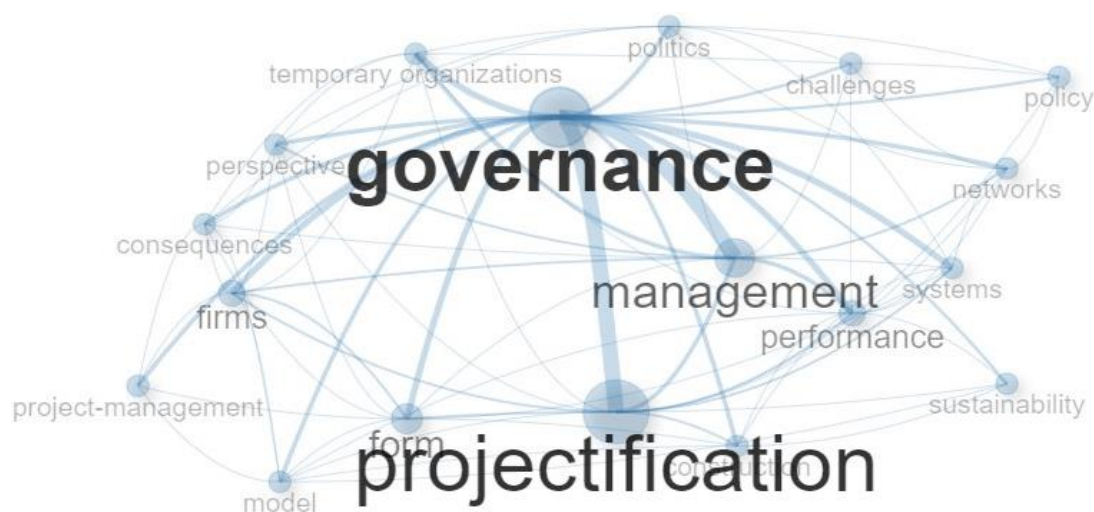 politics
temporary organizations
challenges
policy
perspective
governance
networks
consequences
management
systems
firms
performance
project-management
sustainability
form
projectification
construction
model